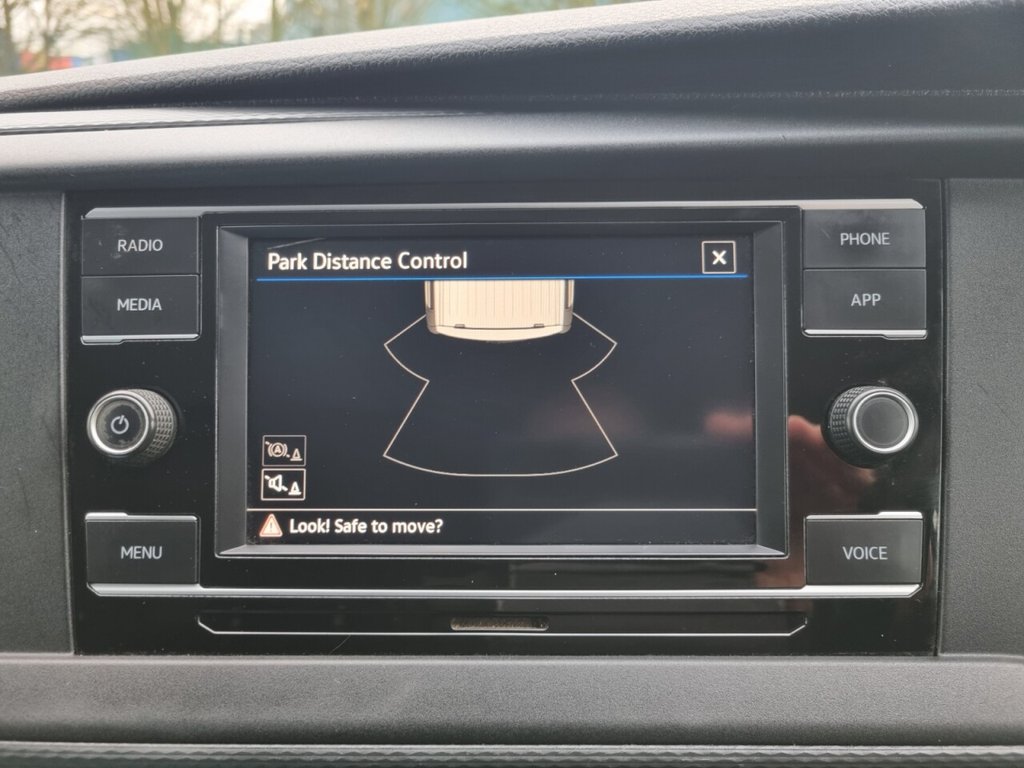 RADIO
MEDIA
MENU
Park Distance Control
Look! Safe to move?
PHONE
APP
VOICE